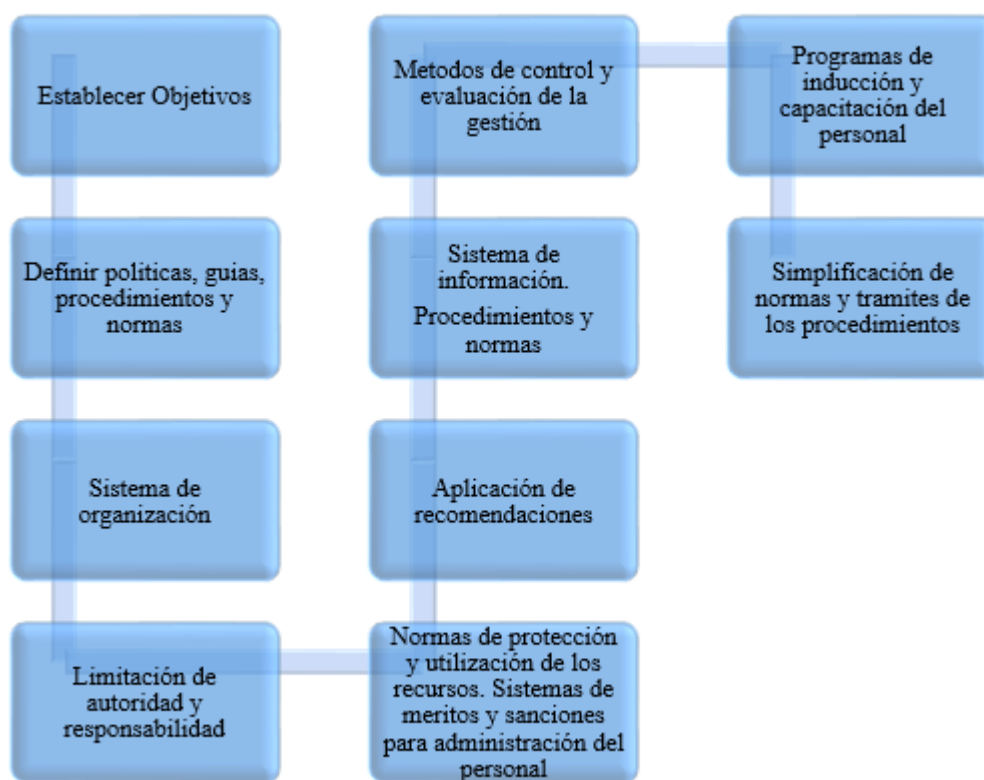 Establecer Objetivos
Definir politicas, guias,
procedimientos y
normas
Sistema de
organización
Limitación de
autoridad y
responsabilidad
Normas de protección
y utilización de los
recursos. Sistemas de
meritos y sanciones
para administración del
personal
Aplicación de
recomendaciones
Sistema de
información.
Procedimientos y
normas
Metodos de control y
evaluación de la
gestión
Programas de
inducción y
capacitación del
personal
Simplificación de
normas y tramites de
los procedimientos